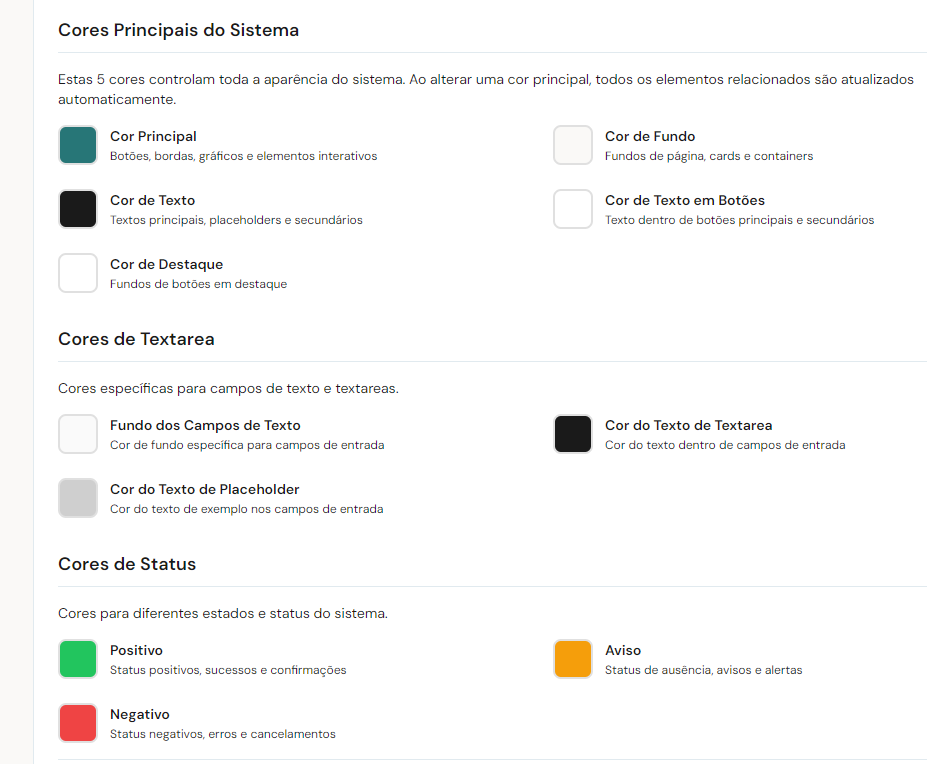 Cores Principais do Sistema
Estas 5 cores controlam toda a aparência do sistema. Ao alterar uma cor principal, todos os elementos relacionados são atualizados
automaticamente.
Cor Principal
Botões, bordas, gráficos e elementos interativos
Cor de Fundo
Fundos de página, cards e containers
Cor de Texto
Textos principais, placeholders e secundários
Cor de Texto em Botões
Texto dentro de botões principais e secundários
Cor de Destaque
Fundos de botões em destaque
Cores de Textarea
Cores específicas para campos de texto e textareas.
Fundo dos Campos de Texto
Cor de fundo específica para campos de entrada
Cor do Texto de Textarea
Cor do texto dentro de campos de entrada
Cor do Texto de Placeholder
Cor do texto de exemplo nos campos de entrada
Cores de Status
Cores para diferentes estados e status do sistema.
Positivo
Status positivos, sucessos e confirmações
Aviso
Status de ausência, avisos e alertas
Negativo
Status negativos, erros e cancelamentos